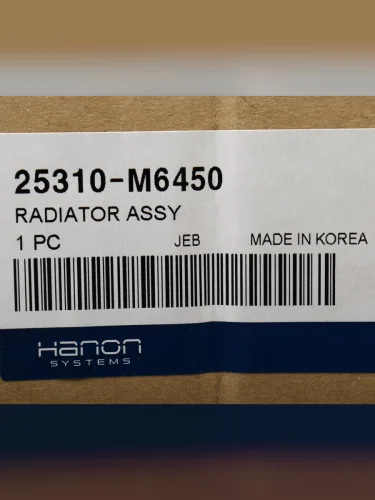 25310-M6450
RADIATOR ASSY
1 PC JEB MADE IN KOREA
Hanon
SYSTEMS